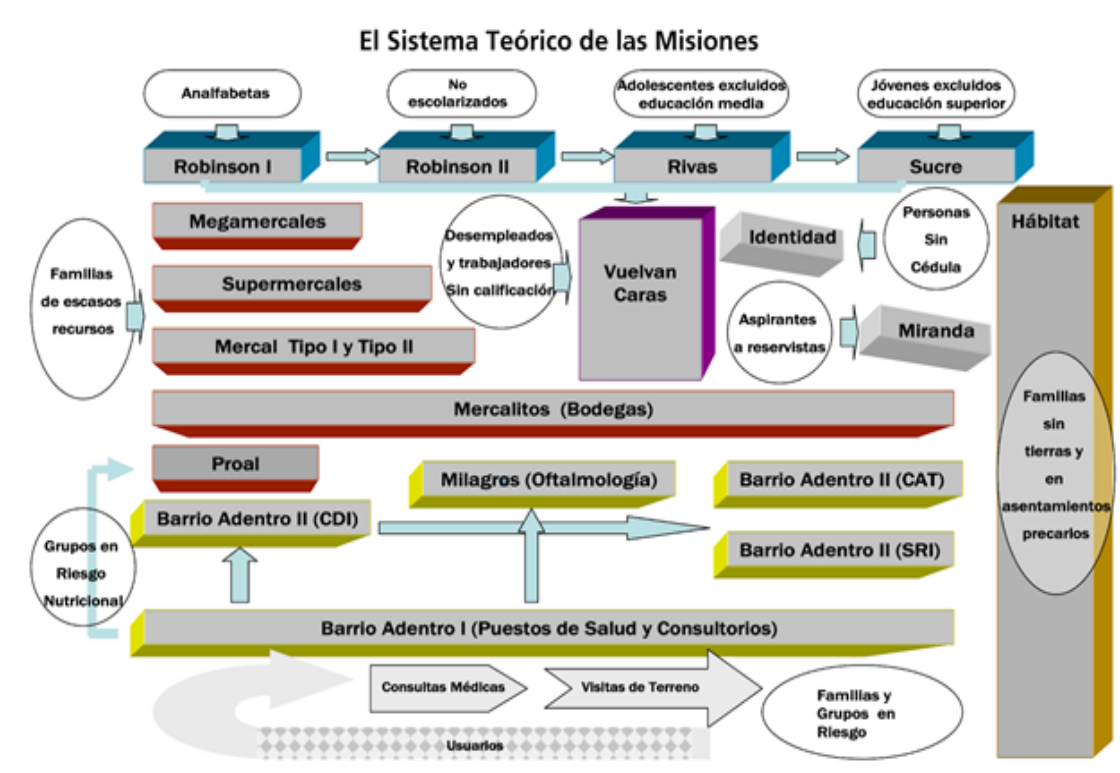 El Sistema Teórico de las Misiones
Analfabetas
No
escolarizados
Adolescentes excluidos
educación media
Jóvenes excluidos
educación superior
Robinson I
Robinson II
Rivas
Sucre
Megamercales
Supermercales
Mercal Tipo I y Tipo II
Familias
de escasos
recursos
Desempleados
y trabajadores
Sin calificación
Vuelvan
Caras
Identidad
Personas
Sin
Cédula
Aspirantes
a reservistas
Miranda
Hábitat
Familias
sin
tierras y
en
asentamientos
precarios
Mercalitos (Bodegas)
Proal
Milagros (Oftalmología)
Barrio Adentro II (CAT)
Barrio Adentro II (CDI)
Barrio Adentro II (SRI)
Grupos en
Riesgo
Nutricional
Barrio Adentro I (Puestos de Salud y Consultorios)
Consultas Médicas
Visitas de Terreno
Familias y
Grupos en
Riesgo
Usuarios